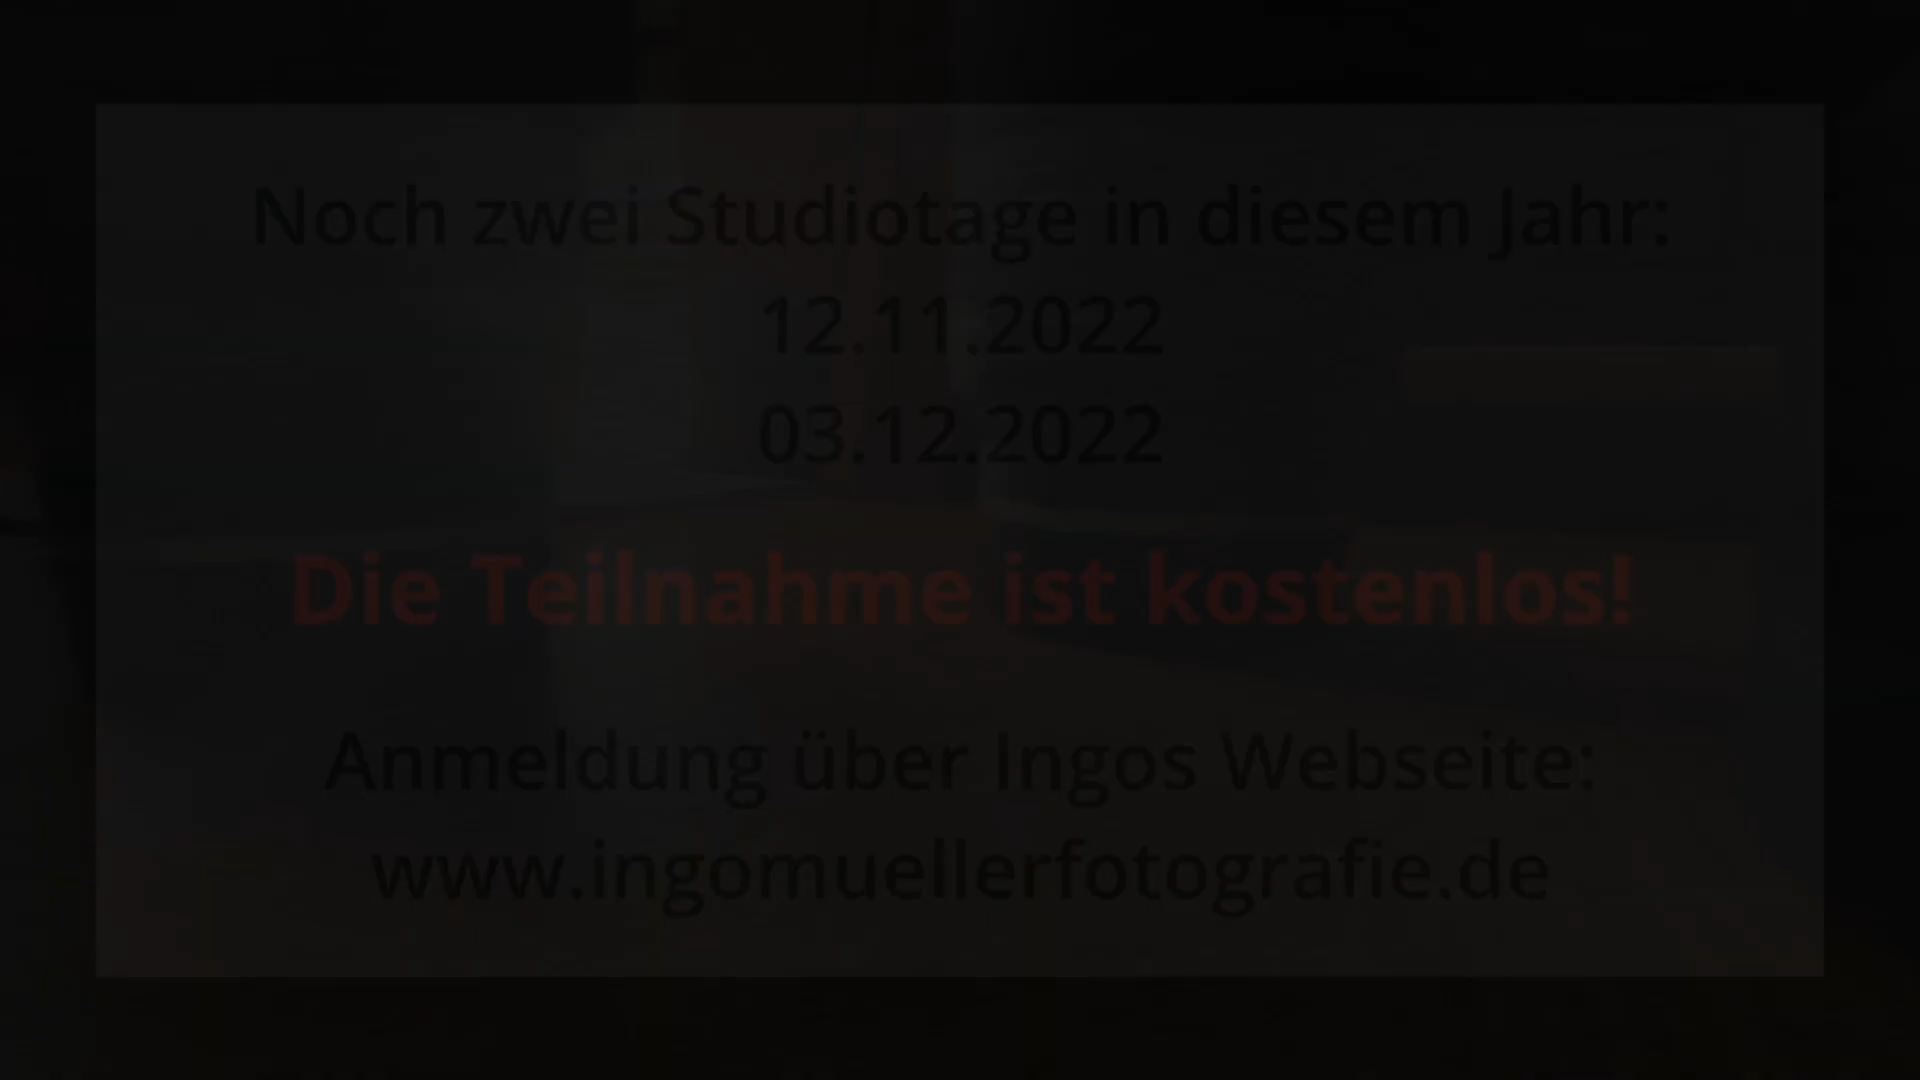 Noch zwei Studiotage in diesem Jahr:
12.11.2022
03.12.2022
Die Teilnahme ist kostenlos!
Anmeldung über Ingos Webseite:
www.ingomuellerfotografie.de